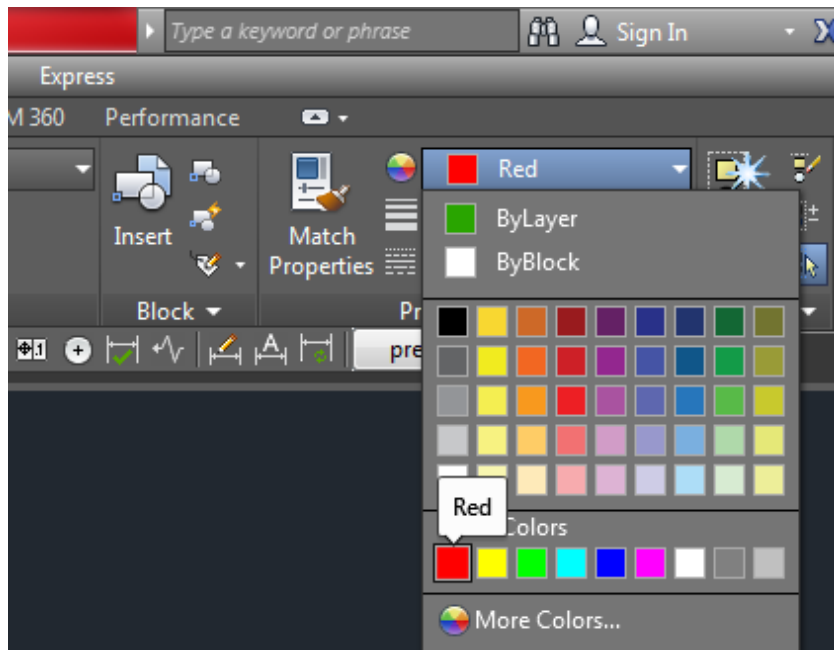 Type a keyword or phrase
Sign In
Express
M 360
Performance
Insert
Match
Properties
Block
Pr
Red
ByLayer
ByBlock
pre
Red
Colors
More Colors...